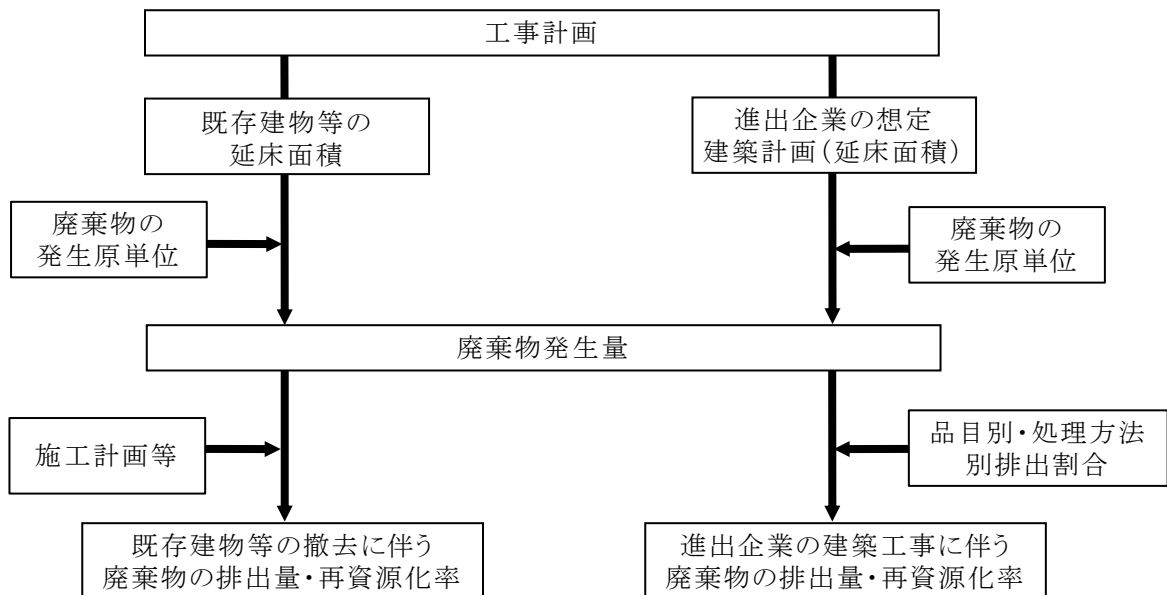 工事計画
既存建物等の
延床面積
進出企業の想定
建築計画(延床面積)
廃棄物の
発生原単位
廃棄物の
発生原単位
廃棄物発生量
施工計画等
品目別・処理方法
別排出割合
既存建物等の撤去に伴う
廃棄物の排出量・再資源化率
進出企業の建築工事に伴う
廃棄物の排出量・再資源化率